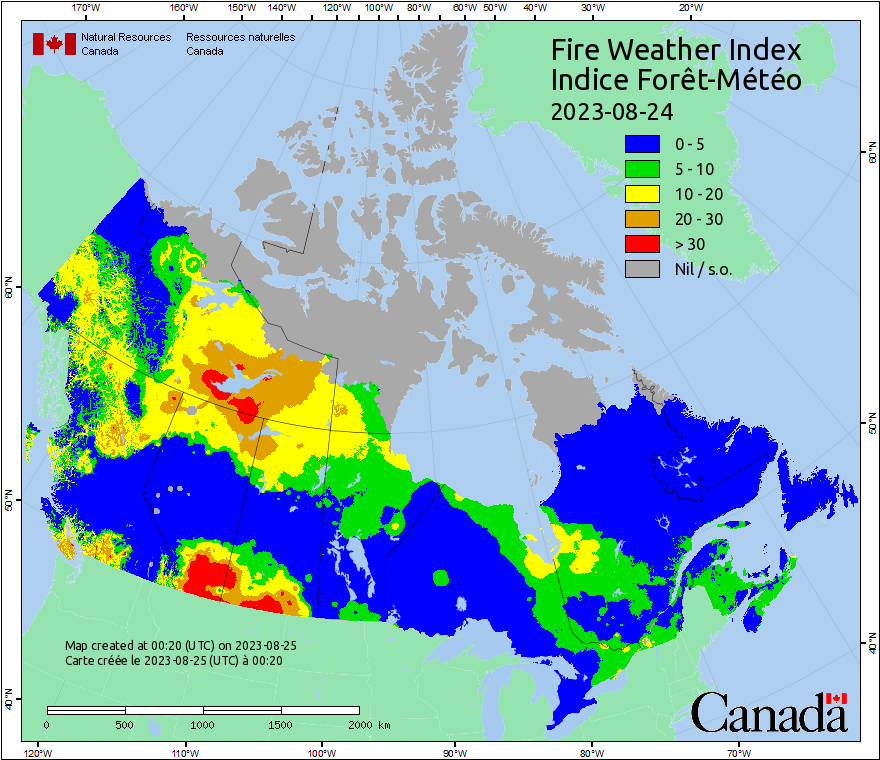 170°W 160°W 150°W 140°W 120°W 100°W 80°W 60°W 50°W 40°W 30°W 20°W
Natural Resources Ressources naturelles
Canada Canada
Fire Weather Index
Indice Forêt-Météo
2023-08-24
0 - 5
5 - 10
10 - 20
20 - 30
> 30
Nil / s.o.
60°N 60°N
50°N 50°N
40°N 40°N
Map created at 00:20 (UTC) on 2023-08-25
Carte créée le 2023-08-25 (UTC) à 00:20
0 500 1000 1500 2000 km
Canada
120°W 110°W 100°W 90°W 80°W 70°W